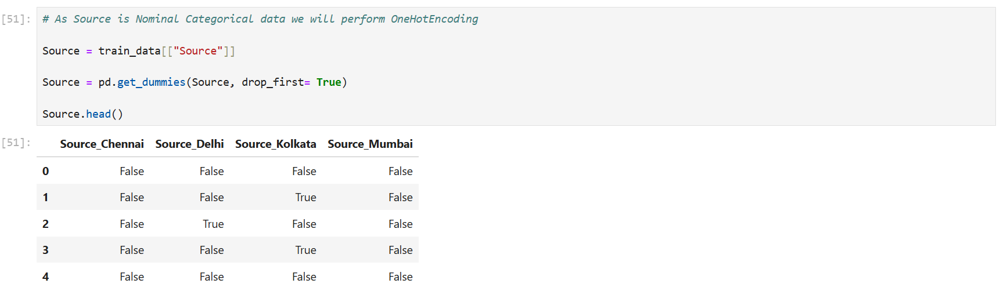 [51]: # As Source is Nominal Categorical data we will perform OneHotEncoding
Source = train_data[["Source"]]
Source = pd.get_dummies(Source, drop_first= True)
Source.head()
[51]: Source_Chennai Source_Delhi Source_Kolkata Source_Mumbai
0 False False False False
1 False False True False
2 False True False False
3 False False True False
4 False False False False